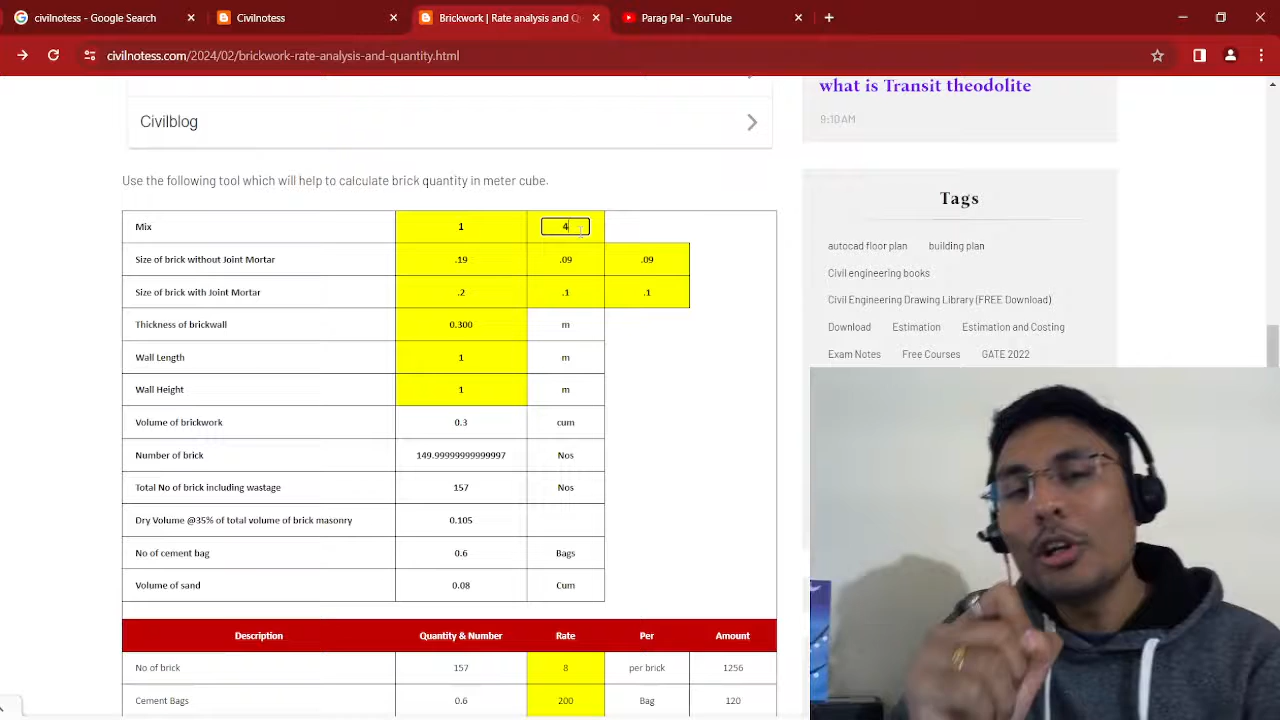 civilnotess - Google Search
Civilnotess
Brickwork | Rate analysis and Q
Parag Pal - YouTube
civilnotess.com/2024/02/brickwork-rate-analysis-and-quantity.html
what is Transit theodolite
9:10 AM
Civilblog
Use the following tool which will help to calculate brick quantity in meter cube.
Tags
autocad floor plan building plan
Civil engineering books
Civil Engineering Drawing Library (FREE Download)
Download Estimation Estimation and Costing
Exam Notes Free Courses GATE 2022
Mix 1 4
Size of brick without Joint Mortar .19 .09 .09
Size of brick with Joint Mortar .2 .1 .1
Thickness of brickwall 0.300 m
Wall Length 1 m
Wall Height 1 m
Volume of brickwork 0.3 cum
Number of brick 149.99999999999997 Nos
Total No of brick including wastage 157 Nos
Dry Volume @35% of total volume of brick masonry 0.105
No of cement bag 0.6 Bags
Volume of sand 0.08 Cum
Description Quantity & Number Rate Per Amount
No of brick 157 8 per brick 1256
Cement Bags 0.6 200 Bag 120